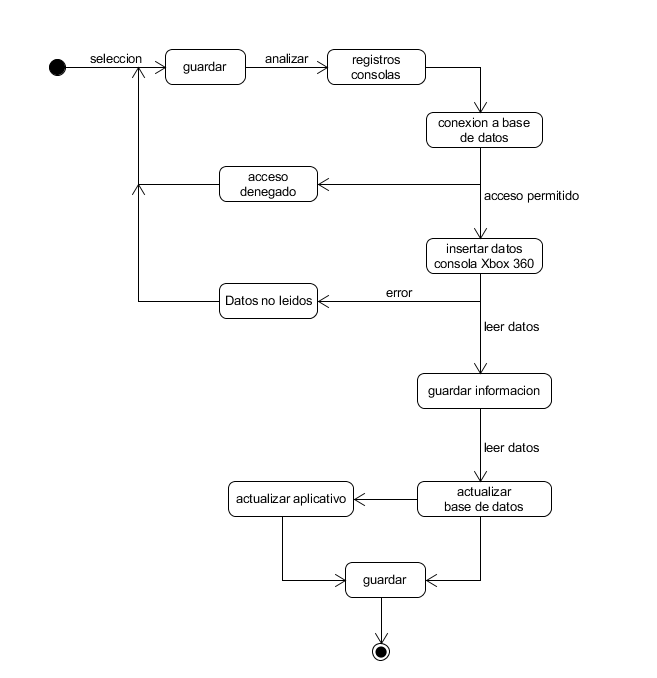 seleccion
guardar
analizar
registros
consolas
conexion a base
de datos
acceso
denegado
acceso permitido
insertar datos
consola Xbox 360
Datos no leidos
error
leer datos
guardar informacion
leer datos
actualizar aplicativo
actualizar
base de datos
guardar